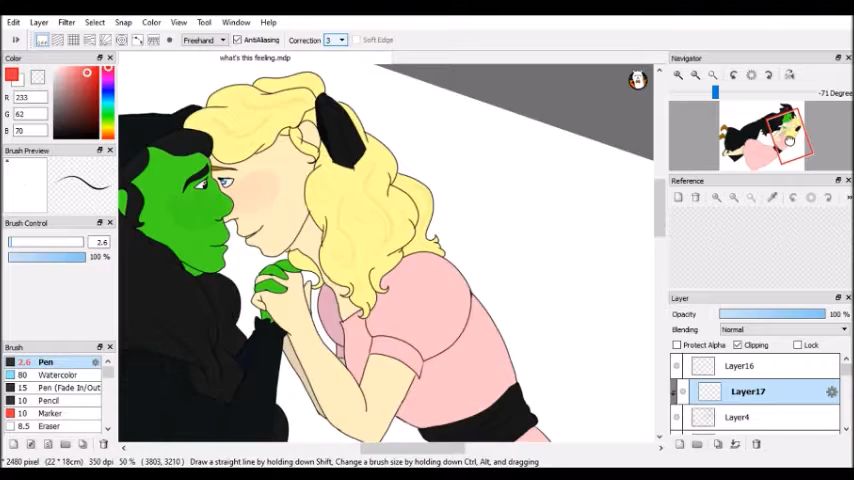 Edit Layer Filter Select Snap Color View Tool Window Help
Freehand AntiAliasing Correction 3 Soft Edge
Color
what's this feeling.mdp
Navigator
R 233
G 62
B 70
-71 Degree
Brush Preview
Reference
Brush Control
2.6
100 %
Layer
Opacity 100 %
Blending Normal
Protect Alpha Clipping Lock
Brush
2.6 Pen
80 Watercolor
15 Pen (Fade In/Out
10 Pencil
10 Marker
8.5 Eraser
Layer16
Layer17
Layer4
* 2480 pixel (22 * 18cm) 350 dpi 50 % (3803, 3210) Draw a straight line by holding down Shift, Change a brush size by holding down Ctrl, Alt, and dragging